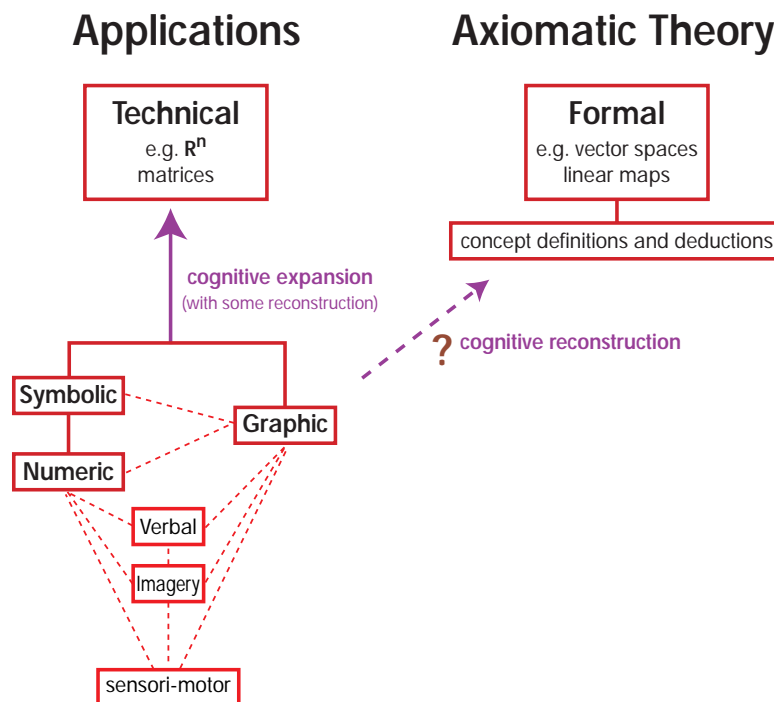 Applications
Axiomatic Theory
Technical
e.g. Rⁿ
matrices
Formal
e.g. vector spaces
linear maps
concept definitions and deductions
cognitive expansion
(with some reconstruction)
? cognitive reconstruction
Symbolic
Graphic
Numeric
Verbal
Imagery
sensori-motor